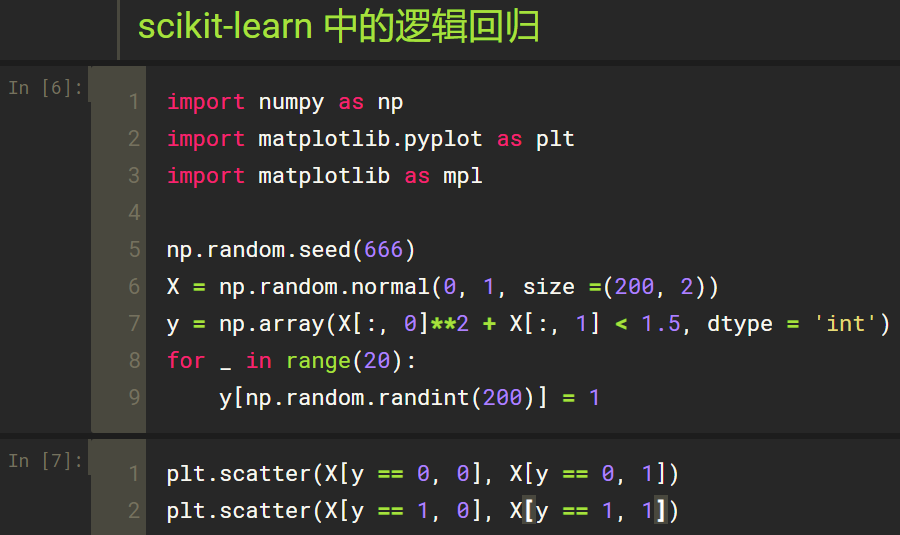 scikit-learn 中的逻辑回归
In [6]:
1 import numpy as np
2 import matplotlib.pyplot as plt
3 import matplotlib as mpl
4
5 np.random.seed(666)
6 X = np.random.normal(0, 1, size =(200, 2))
7 y = np.array(X[:, 0]**2 + X[:, 1] < 1.5, dtype = 'int')
8 for _ in range(20):
9     y[np.random.randint(200)] = 1
In [7]:
1 plt.scatter(X[y == 0, 0], X[y == 0, 1])
2 plt.scatter(X[y == 1, 0], X[y == 1, 1])